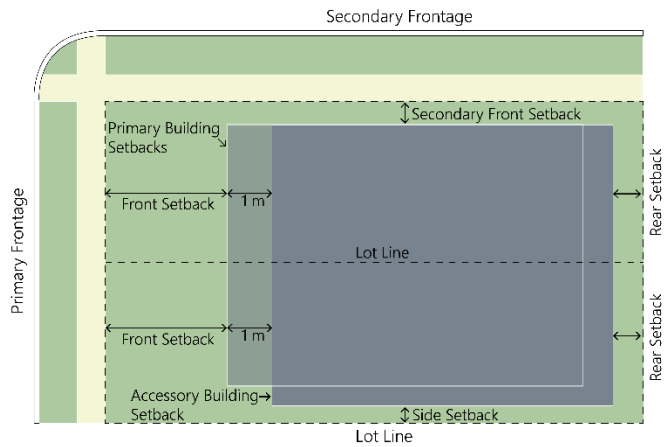 Secondary Frontage
Secondary Front Setback
Primary Building
Setbacks
Front Setback
1 m
Rear Setback
Primary Frontage
Lot Line
Front Setback
1 m
Rear Setback
Accessory Building
Setback
Side Setback
Lot Line